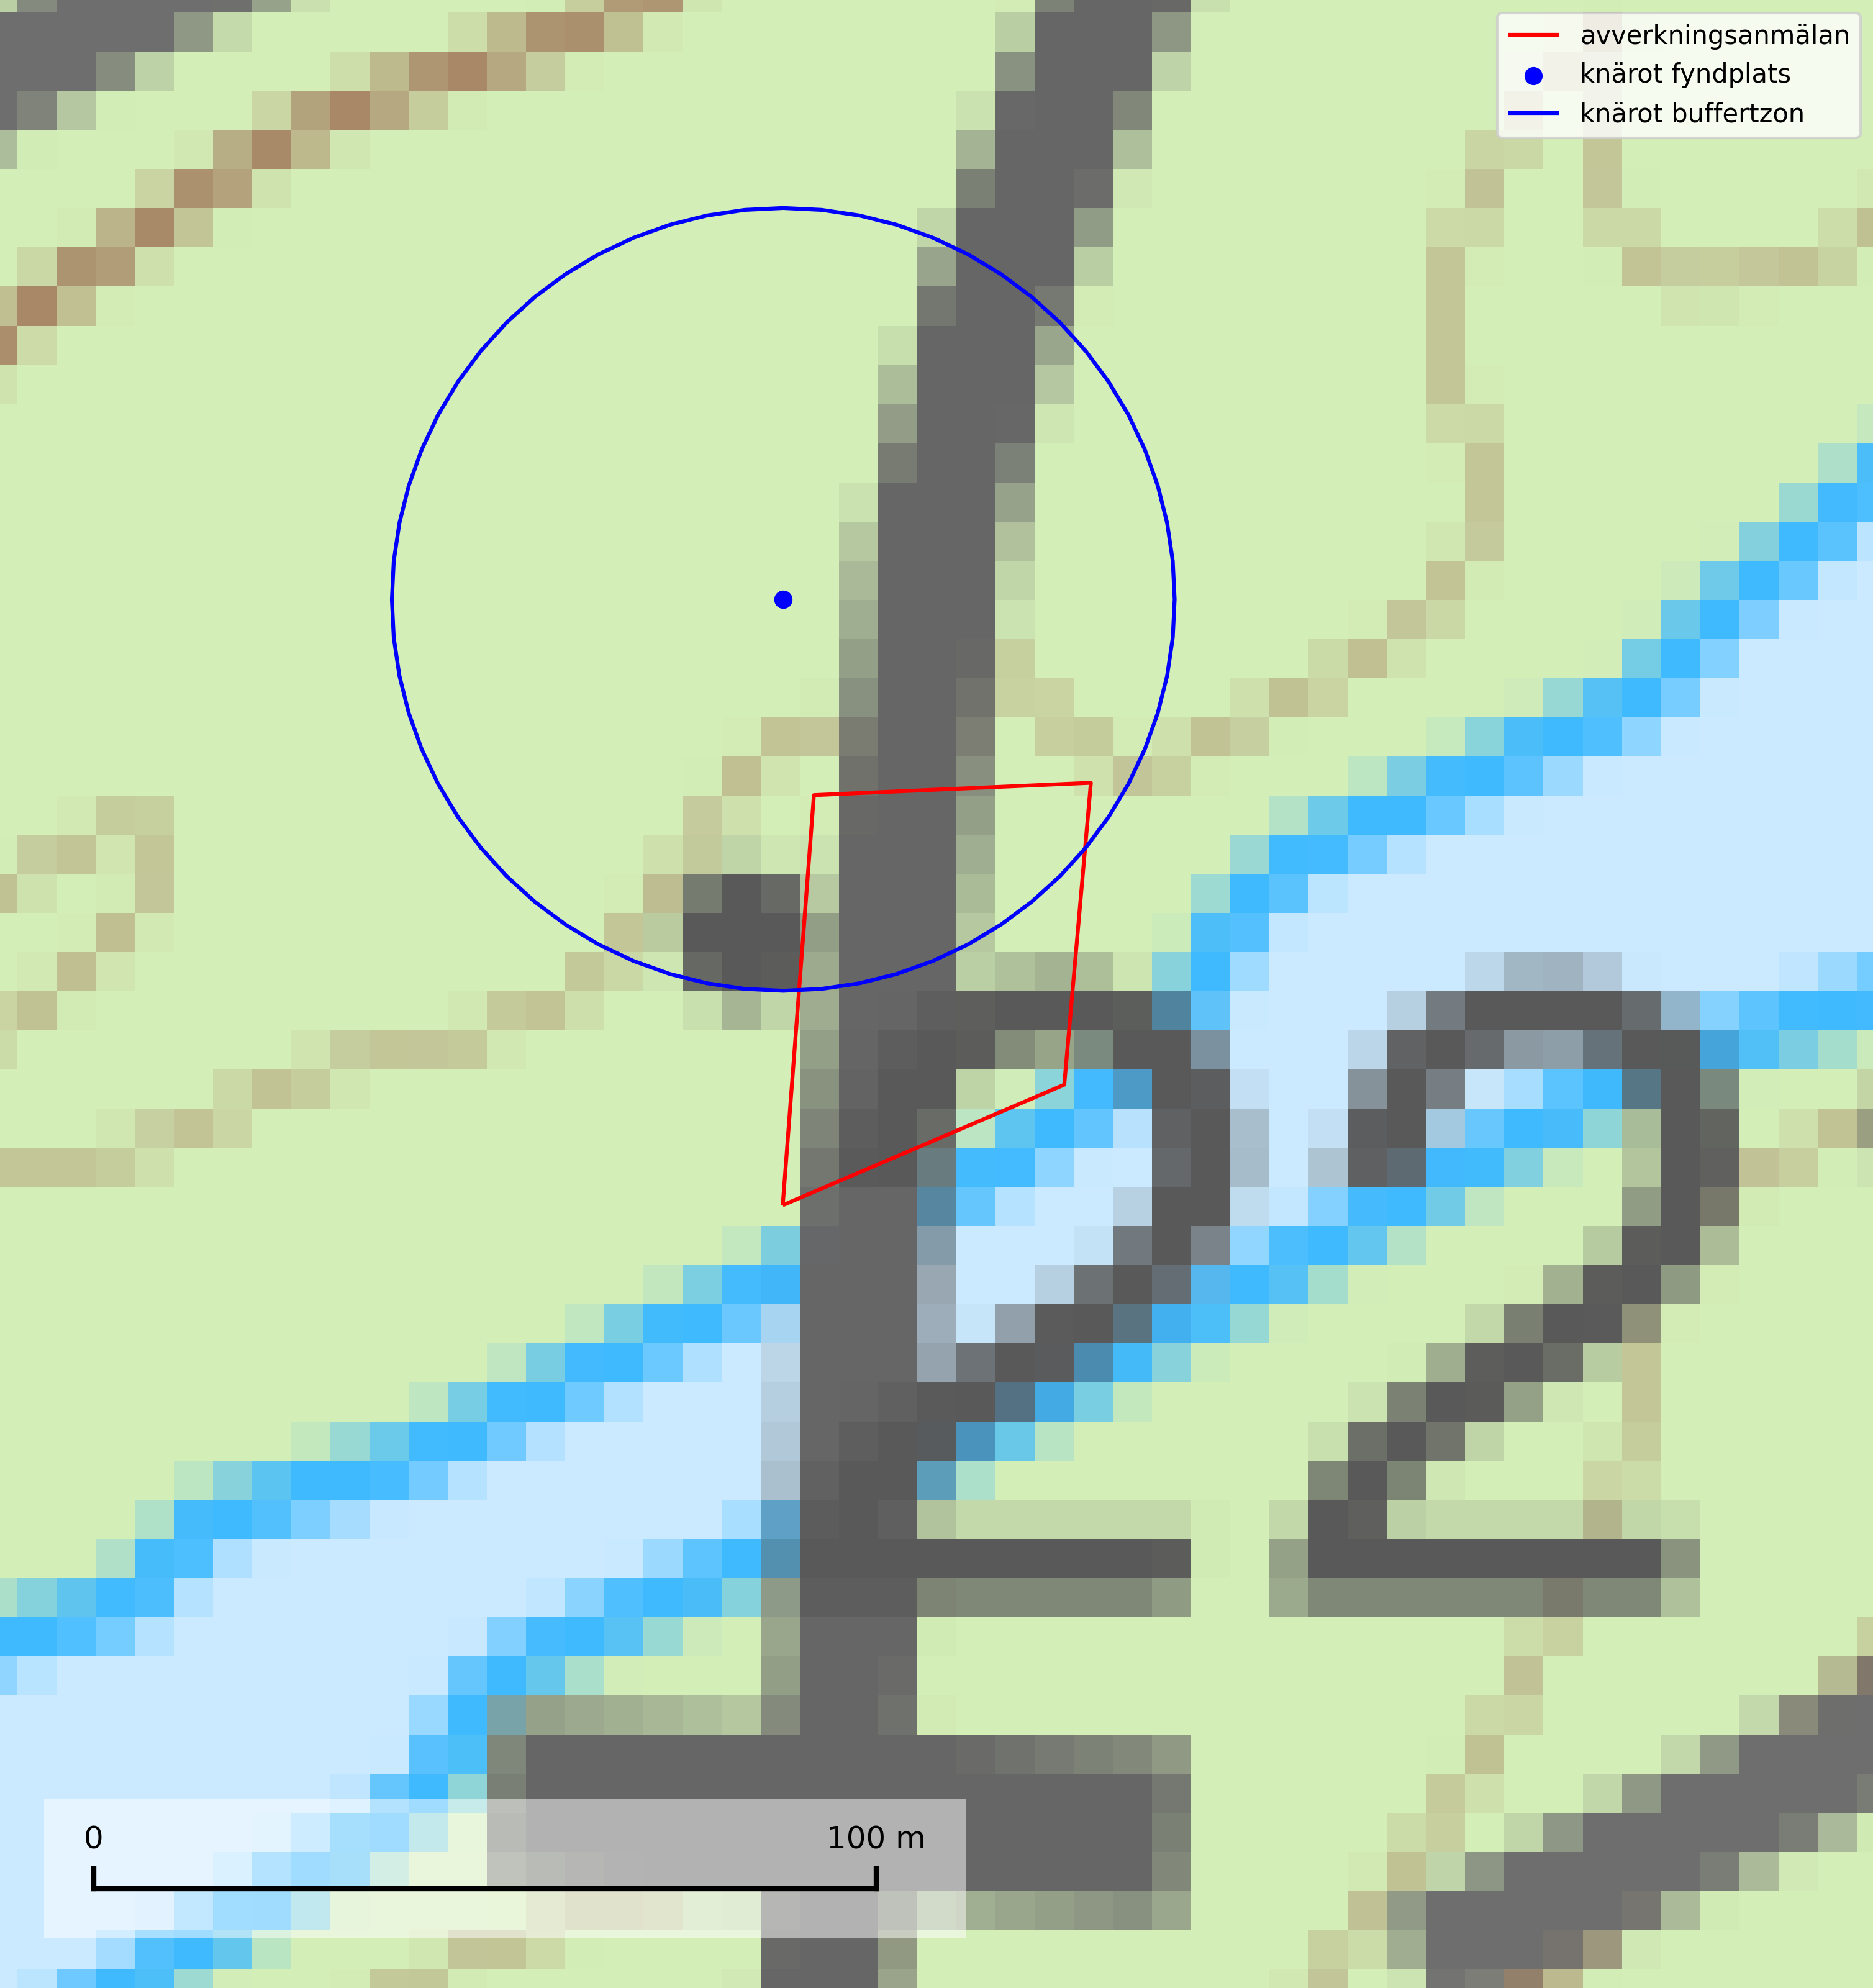 avverkningsanmälan
knärot fyndplats
knärot buffertzon
0 100 m